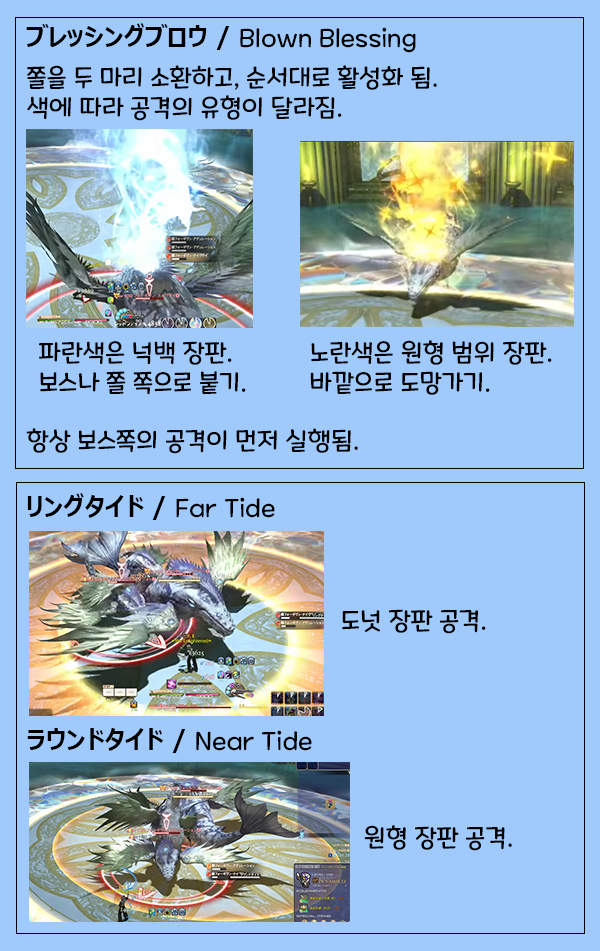 ブレッシングブロウ / Blown Blessing
쫄을 두 마리 소환하고, 순서대로 활성화 됨.
색에 따라 공격의 유형이 달라짐.
파란색은 넉백 장판.
보스나 쫄 쪽으로 붙기.
노란색은 원형 범위 장판.
바깥으로 도망가기.
항상 보스쪽의 공격이 먼저 실행됨.
リングタイド / Far Tide
도넛 장판 공격.
ラウンドタイド / Near Tide
원형 장판 공격.